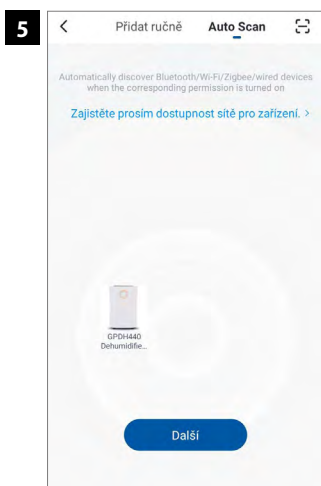 5
Přidat ručně Auto Scan
Automatically discover Bluetooth/Wi-Fi/Zigbee/wired devices
when the corresponding permission is turned on
Zajistěte prosím dostupnost sítě pro zařízení. >
GPDH440
Dehumidifie...
Další